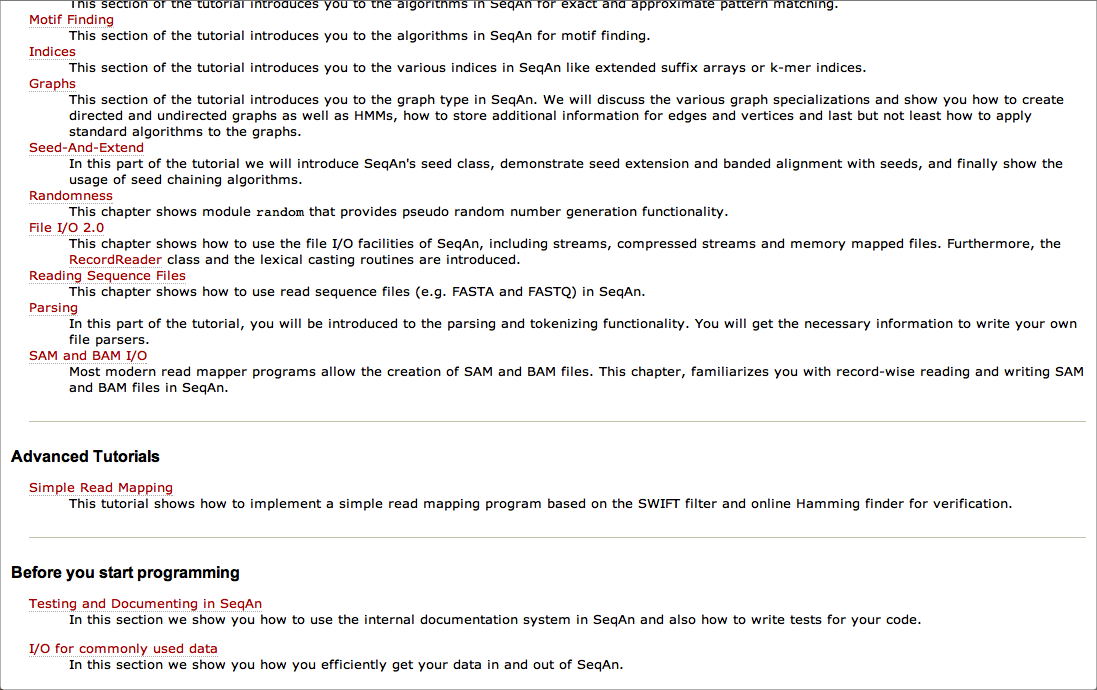 This section of the tutorial introduces you to the algorithms in SeqAn for exact and approximate pattern matching.
Motif Finding
This section of the tutorial introduces you to the algorithms in SeqAn for motif finding.
Indices
This section of the tutorial introduces you to the various indices in SeqAn like extended suffix arrays or k-mer indices.
Graphs
This section of the tutorial introduces you to the graph type in SeqAn. We will discuss the various graph specializations and show you how to create
directed and undirected graphs as well as HMMs, how to store additional information for edges and vertices and last but not least how to apply
standard algorithms to the graphs.
Seed-And-Extend
In this part of the tutorial we will introduce SeqAn's seed class, demonstrate seed extension and banded alignment with seeds, and finally show the
usage of seed chaining algorithms.
Randomness
This chapter shows module random that provides pseudo random number generation functionality.
File I/O 2.0
This chapter shows how to use the file I/O facilities of SeqAn, including streams, compressed streams and memory mapped files. Furthermore, the
RecordReader class and the lexical casting routines are introduced.
Reading Sequence Files
This chapter shows how to use read sequence files (e.g. FASTA and FASTQ) in SeqAn.
Parsing
In this part of the tutorial, you will be introduced to the parsing and tokenizing functionality. You will get the necessary information to write your own
file parsers.
SAM and BAM I/O
Most modern read mapper programs allow the creation of SAM and BAM files. This chapter, familiarizes you with record-wise reading and writing SAM
and BAM files in SeqAn.
Advanced Tutorials
Simple Read Mapping
This tutorial shows how to implement a simple read mapping program based on the SWIFT filter and online Hamming finder for verification.
Before you start programming
Testing and Documenting in SeqAn
In this section we show you how to use the internal documentation system in SeqAn and also how to write tests for your code.
I/O for commonly used data
In this section we show you how you efficiently get your data in and out of SeqAn.